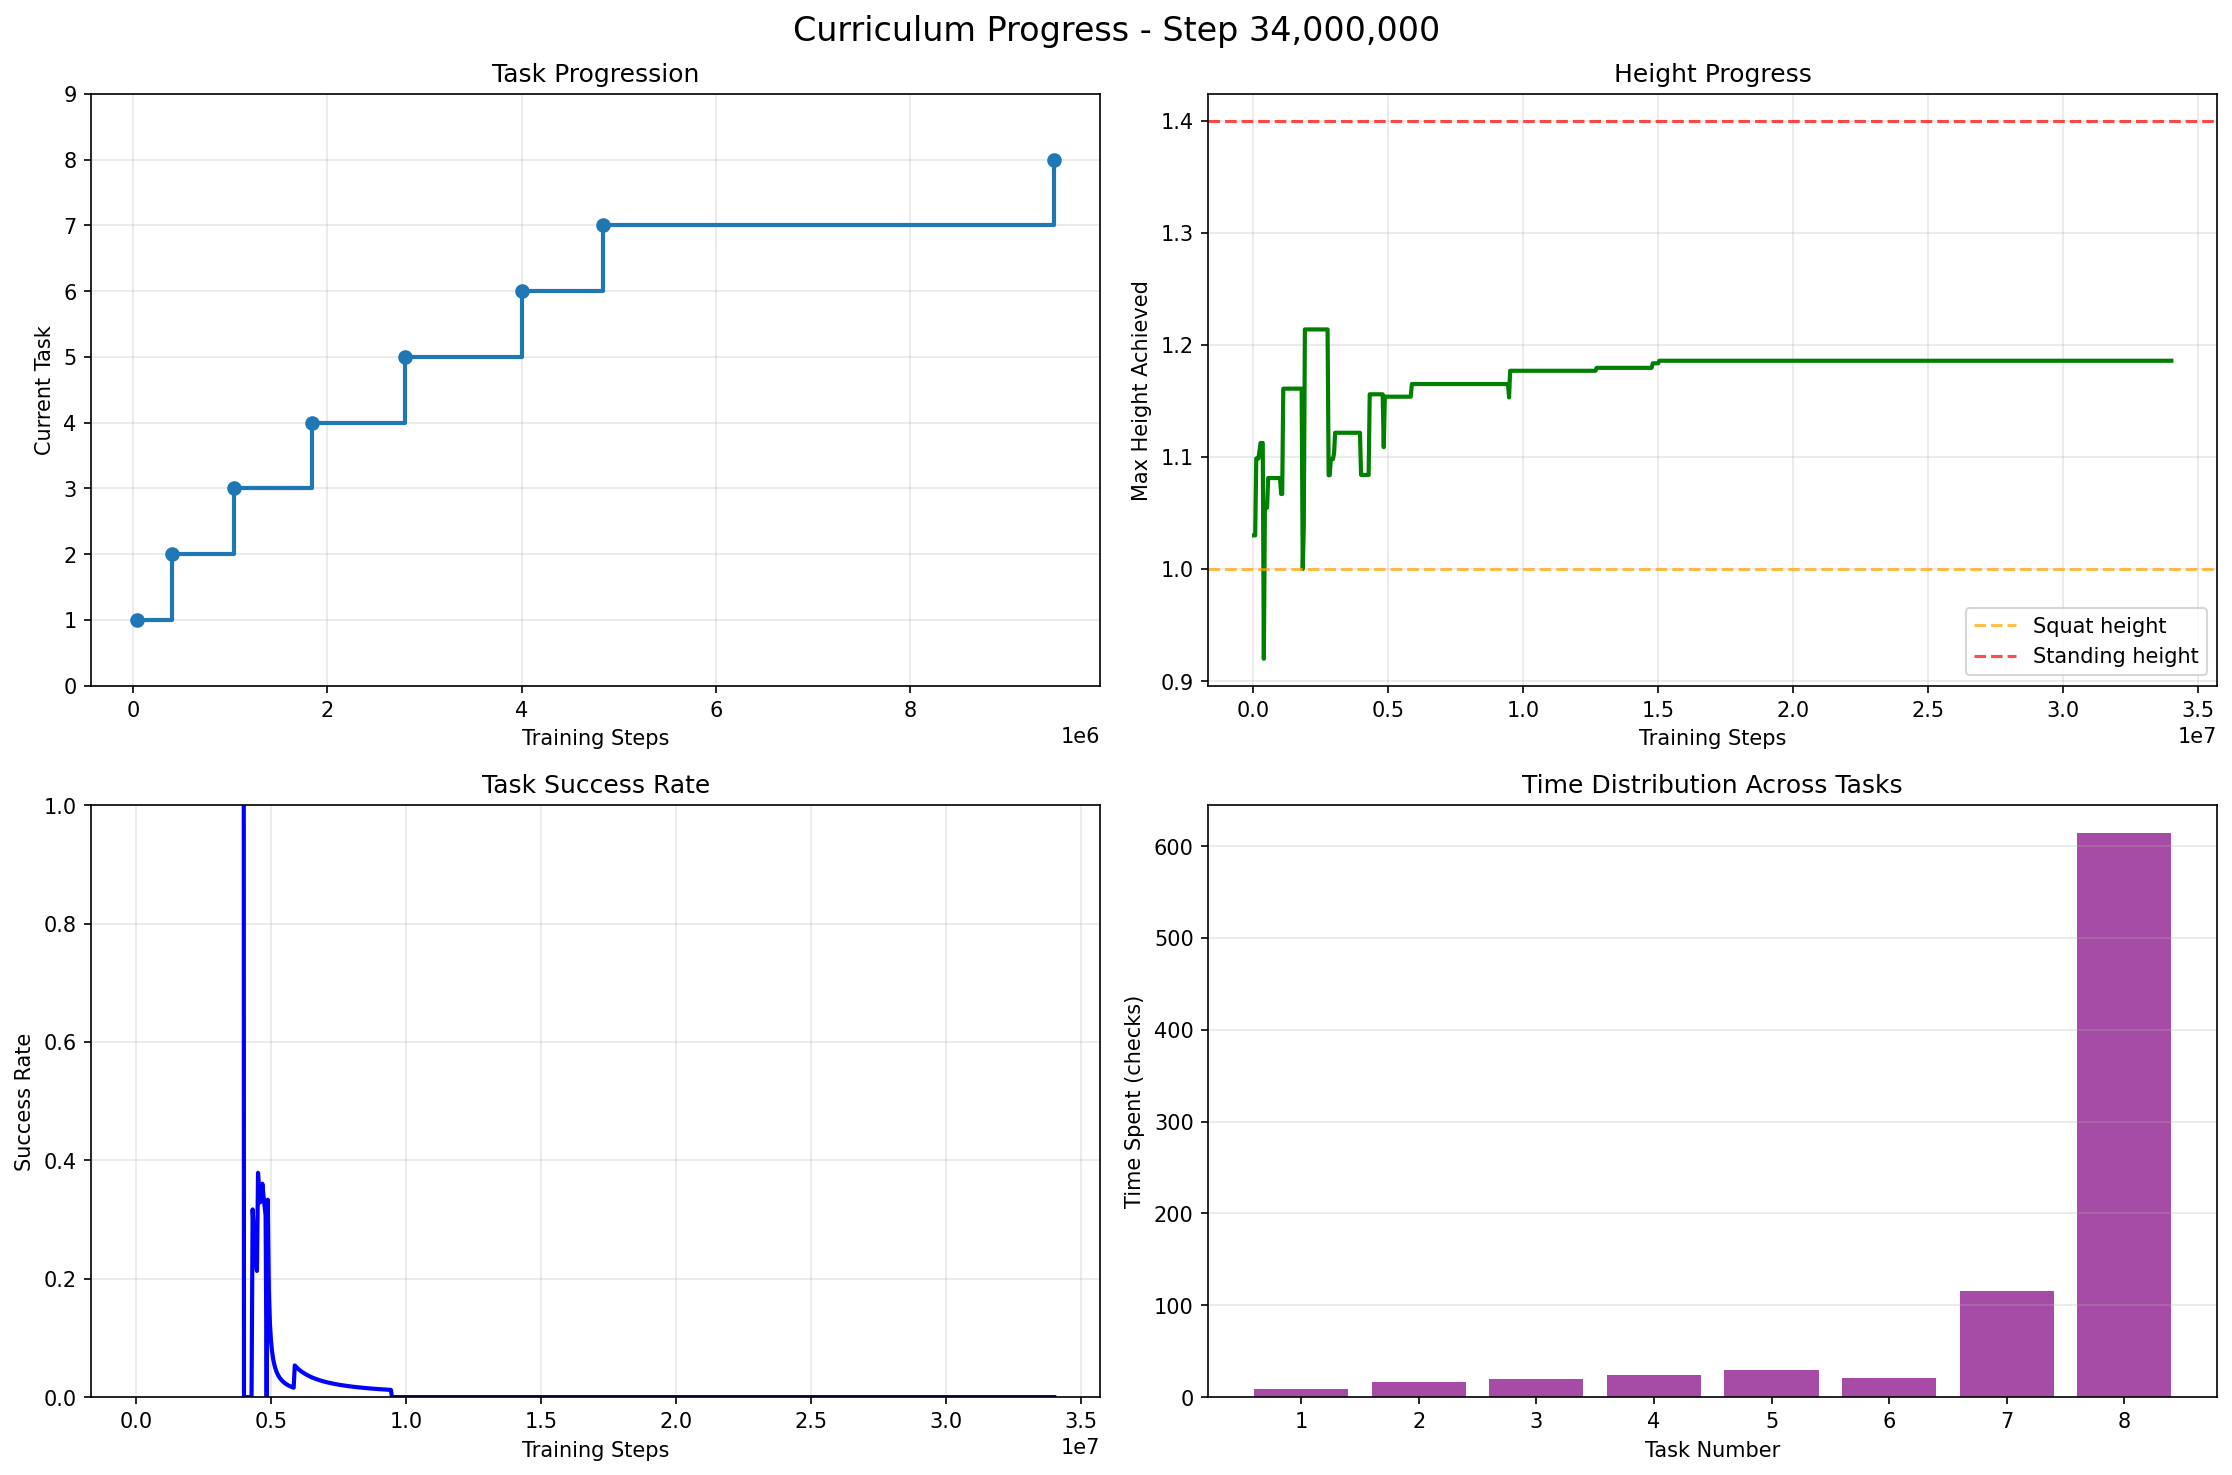 Curriculum Progress - Step 34,000,000
Task Progression
Current Task
9
8
7
6
5
4
3
2
1
0
0 2 4 6 8
1e6
Training Steps
Height Progress
Max Height Achieved
1.4
1.3
1.2
1.1
1.0
0.9
Squat height
Standing height
0.0 0.5 1.0 1.5 2.0 2.5 3.0 3.5
1e7
Training Steps
Task Success Rate
Success Rate
1.0
0.8
0.6
0.4
0.2
0.0
0.0 0.5 1.0 1.5 2.0 2.5 3.0 3.5
1e7
Training Steps
Time Distribution Across Tasks
Time Spent (checks)
600
500
400
300
200
100
0
1 2 3 4 5 6 7 8
Task Number